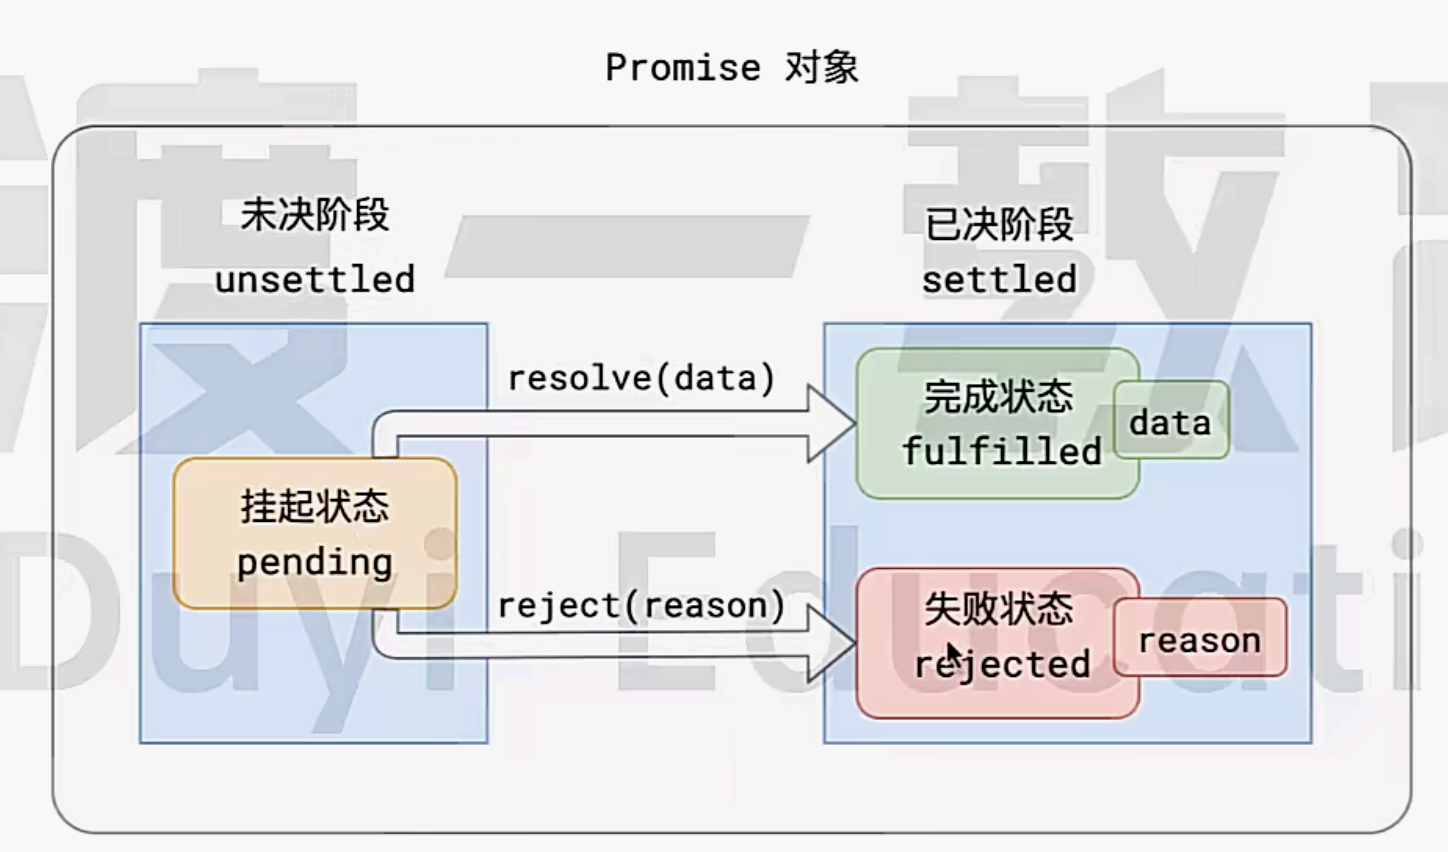 Promise 对象
未决阶段
unsettled
已决阶段
settled
resolve(data)
完成状态
fulfilled
data
挂起状态
pending
reject(reason)
失败状态
rejected
reason
渡一教
Duyi Educati